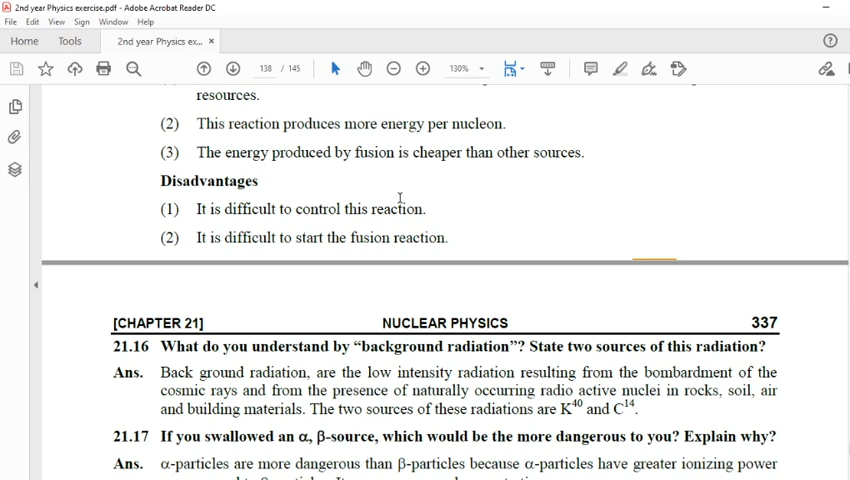 2nd year Physics exercise.pdf - Adobe Acrobat Reader DC
File Edit View Sign Window Help
Home Tools 2nd year Physics ex... ×
138 / 145 130%
resources.
(2) This reaction produces more energy per nucleon.
(3) The energy produced by fusion is cheaper than other sources.
Disadvantages
(1) It is difficult to control this reaction.
(2) It is difficult to start the fusion reaction.
[CHAPTER 21] NUCLEAR PHYSICS 337
21.16 What do you understand by “background radiation”? State two sources of this radiation?
Ans. Back ground radiation, are the low intensity radiation resulting from the bombardment of the
cosmic rays and from the presence of naturally occurring radio active nuclei in rocks, soil, air
and building materials. The two sources of these radiations are K⁴⁰ and C¹⁴.
21.17 If you swallowed an α, β-source, which would be the more dangerous to you? Explain why?
Ans. α-particles are more dangerous than β-particles because α-particles have greater ionizing power